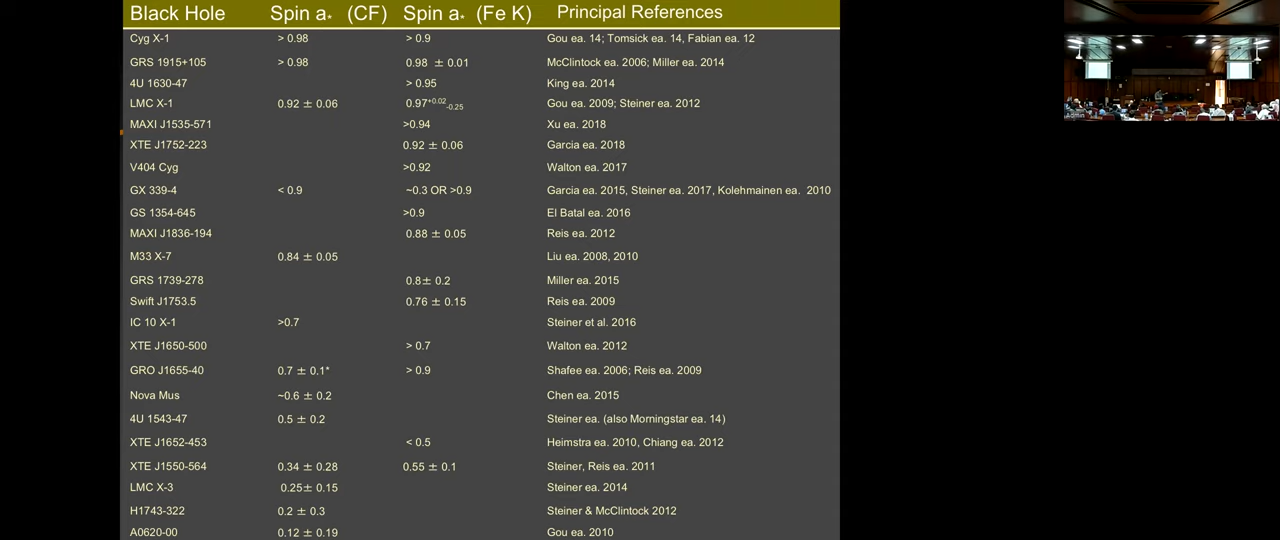 Black Hole Spin a* (CF) Spin a* (Fe K) Principal References
Cyg X-1 > 0.98 > 0.9 Gou ea. 14; Tomsick ea. 14, Fabian ea. 12
GRS 1915+105 > 0.98 0.98 ± 0.01 McClintock ea. 2006; Miller ea. 2014
4U 1630-47 > 0.95 King ea. 2014
LMC X-1 0.92 ± 0.06 0.97+0.02-0.25 Gou ea. 2009; Steiner ea. 2012
MAXI J1535-571 >0.94 Xu ea. 2018
XTE J1752-223 0.92 ± 0.06 Garcia ea. 2018
V404 Cyg >0.92 Walton ea. 2017
GX 339-4 < 0.9 ~0.3 OR >0.9 Garcia ea. 2015, Steiner ea. 2017, Kolehmainen ea. 2010
GS 1354-645 >0.9 El Batal ea. 2016
MAXI J1836-194 0.88 ± 0.05 Reis ea. 2012
M33 X-7 0.84 ± 0.05 Liu ea. 2008, 2010
GRS 1739-278 0.8± 0.2 Miller ea. 2015
Swift J1753.5 0.76 ± 0.15 Reis ea. 2009
IC 10 X-1 >0.7 Steiner et al. 2016
XTE J1650-500 > 0.7 Walton ea. 2012
GRO J1655-40 0.7 ± 0.1* > 0.9 Shafee ea. 2006; Reis ea. 2009
Nova Mus ~0.6 ± 0.2 Chen ea. 2015
4U 1543-47 0.5 ± 0.2 Steiner ea. (also Morningstar ea. 14)
XTE J1652-453 < 0.5 Heimstra ea. 2010, Chiang ea. 2012
XTE J1550-564 0.34 ± 0.28 0.55 ± 0.1 Steiner, Reis ea. 2011
LMC X-3 0.25± 0.15 Steiner ea. 2014
H1743-322 0.2 ± 0.3 Steiner & McClintock 2012
A0620-00 0.12 ± 0.19 Gou ea. 2010